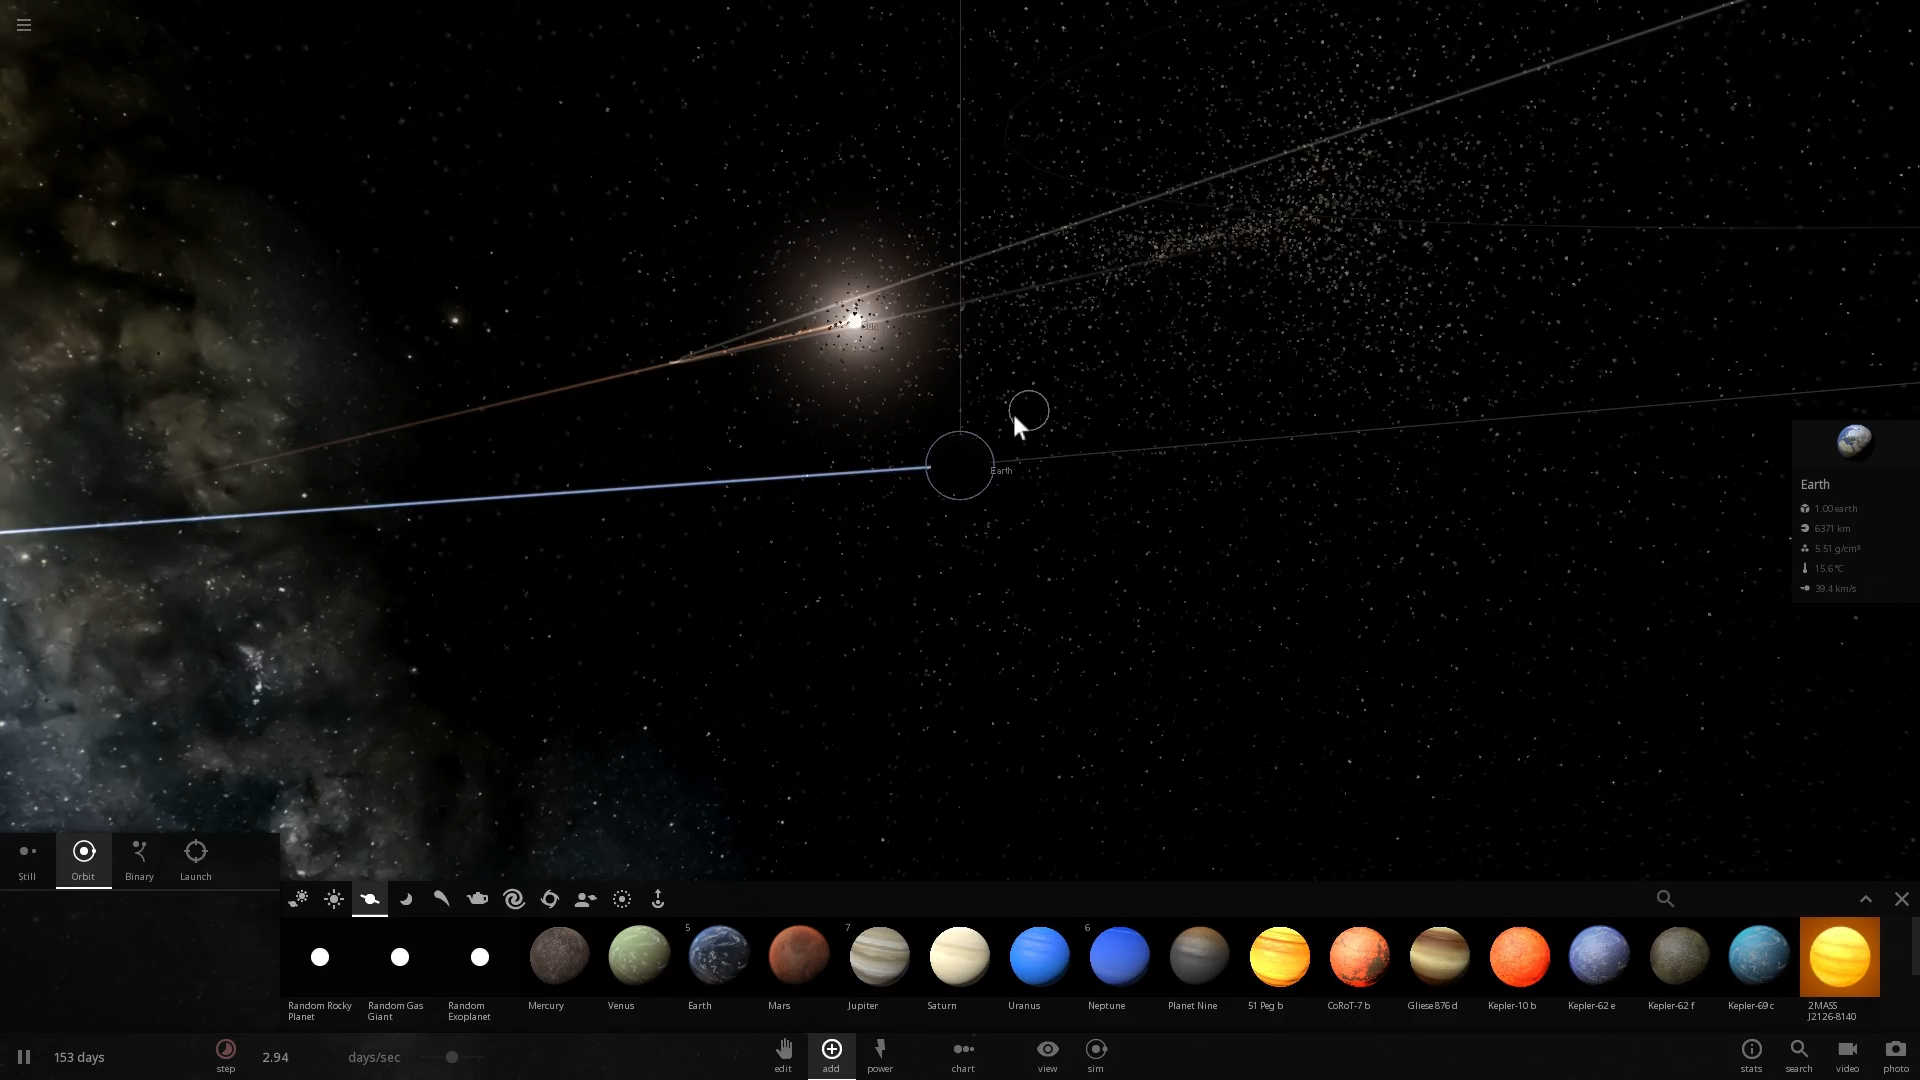 Sun
Earth
Earth
1.00 earth
6371 km
5.51 g/cm³
15.6 °C
39.4 km/s
Still
Orbit
Binary
Launch
5
7
6
Random Rocky
Planet
Random Gas
Giant
Random
Exoplanet
Mercury
Venus
Earth
Mars
Jupiter
Saturn
Uranus
Neptune
Planet Nine
51 Peg b
CoRoT-7 b
Gliese 876 d
Kepler-10 b
Kepler-62 e
Kepler-62 f
Kepler-69 c
2MASS
J2126-8140
153 days
step
2.94
days/sec
edit
add
power
chart
view
sim
stats
search
video
photo